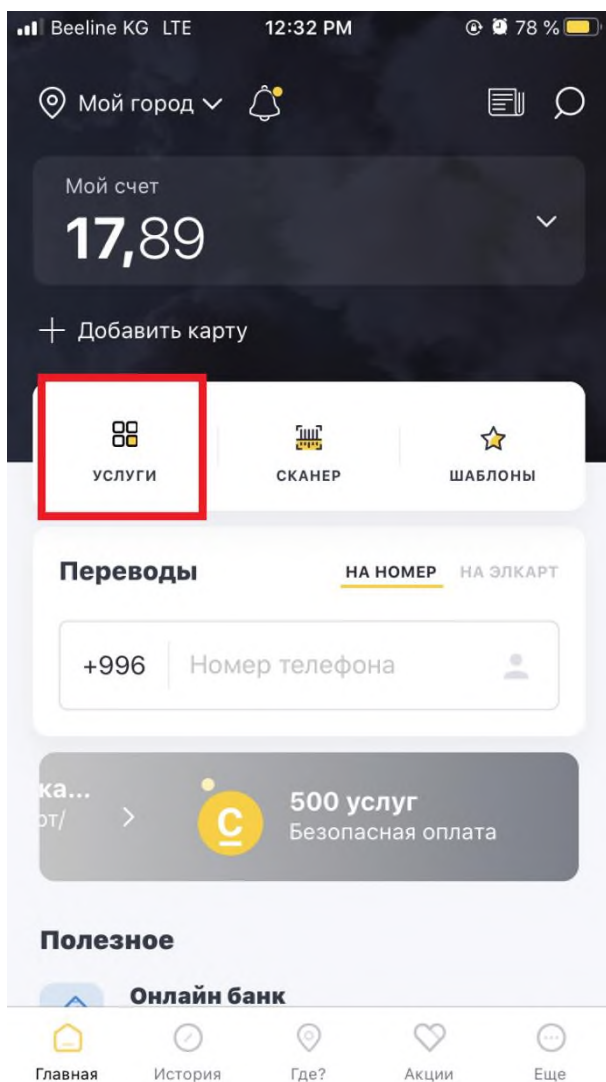 Beeline KG LTE 12:32 PM 78 %
Мой город
Мой счет
17,89
Добавить карту
УСЛУГИ СКАНЕР ШАБЛОНЫ
Переводы НА НОМЕР НА ЭЛКАРТ
+996 Номер телефона
ка... 500 услуг
от/ Безопасная оплата
Полезное
Онлайн банк
Главная История Где? Акции Еще